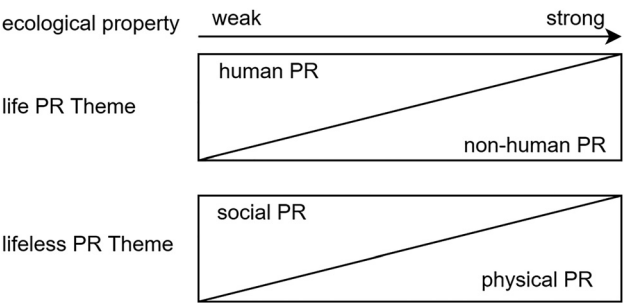 ecological property
weak
strong
human PR
life PR Theme
non-human PR
social PR
lifeless PR Theme
physical PR